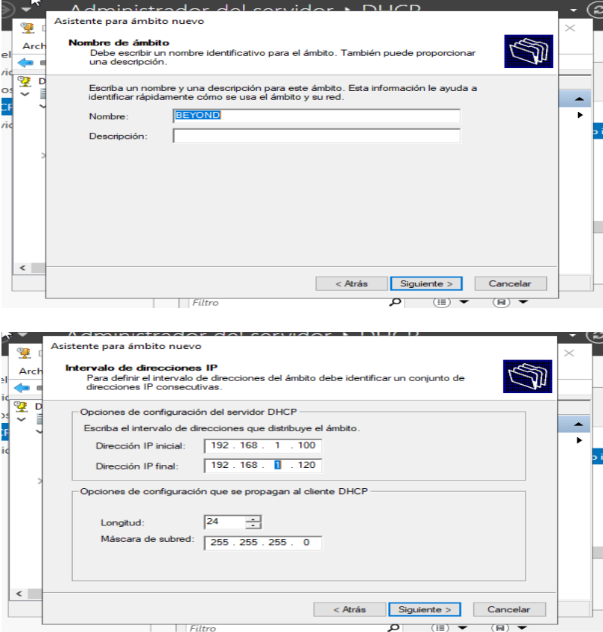 Administrador del servidor ▸ DHCP
Asistente para ámbito nuevo
Arch
Nombre de ámbito
Debe escribir un nombre identificativo para el ámbito. También puede proporcionar
una descripción.
Escriba un nombre y una descripción para este ámbito. Esta información le ayuda a
identificar rápidamente cómo se usa el ámbito y su red.
Nombre: BEYOND
Descripción:
< Atrás Siguiente > Cancelar
Filtro
Asistente para ámbito nuevo
Arch
Intervalo de direcciones IP
Para definir el intervalo de direcciones del ámbito debe identificar un conjunto de
direcciones IP consecutivas.
Opciones de configuración del servidor DHCP
Escriba el intervalo de direcciones que distribuye el ámbito.
Dirección IP inicial: 192 . 168 . 1 . 100
Dirección IP final: 192 . 168 . 1 . 120
Opciones de configuración que se propagan al cliente DHCP
Longitud: 24
Máscara de subred: 255 . 255 . 255 . 0
< Atrás Siguiente > Cancelar
Filtro